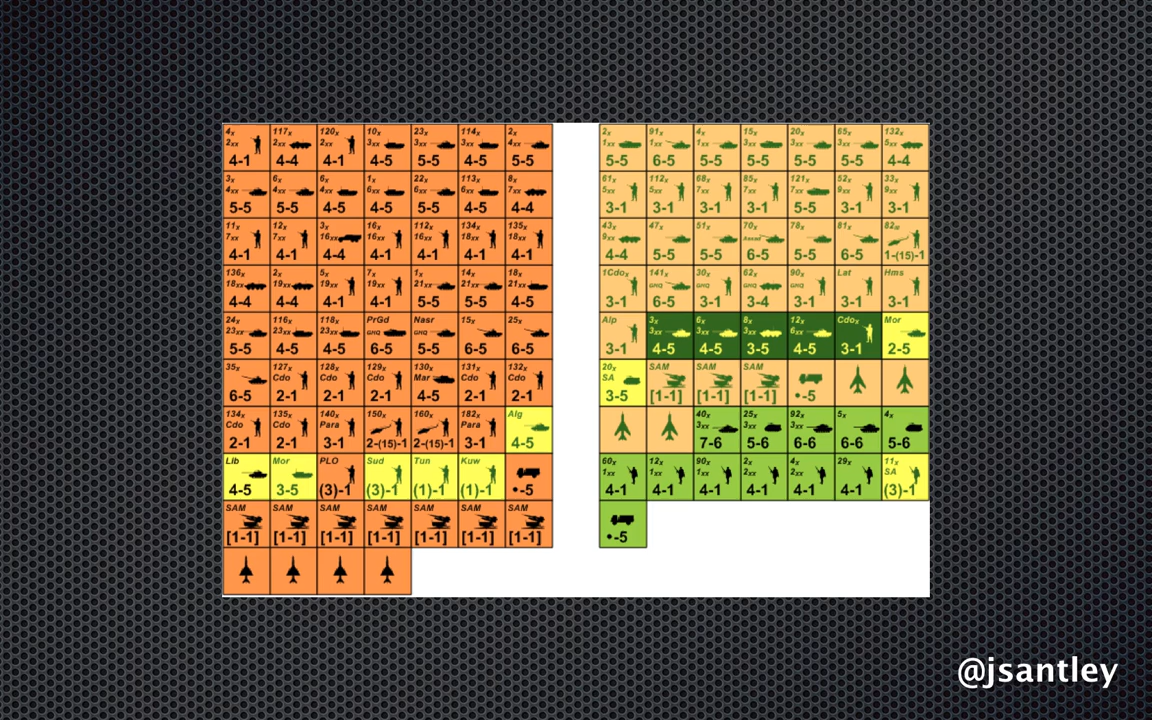 4x 117x 120x 10x 23x 114x 2x
2xx 2xx 2xx 3xx 3xx 3xx 4xx
4-1 4-4 4-1 4-5 5-5 4-5 5-5
3x 6x 6x 1x 22x 113x 8x
4xx 4xx 4xx 6xx 6xx 6xx 7xx
5-5 5-5 4-5 4-5 5-5 4-5 4-4
11x 12x 3x 16x 112x 134x 135x
7xx 7xx 16xx 16xx 16xx 18xx 18xx
4-1 4-1 4-4 4-1 4-1 4-1 4-1
136x 2x 5x 7x 1x 14x 18x
18xx 19xx 19xx 19xx 21xx 21xx 21xx
4-4 4-4 4-1 4-1 5-5 5-5 4-5
24x 116x 118x PrGd Nasr 15x 25x
23xx 23xx 23xx GHQ GHQ
5-5 4-5 4-5 6-5 5-5 6-5 6-5
35x 127x 128x 129x 130x 131x 132x
Cdo Cdo Cdo Mar Cdo Cdo
6-5 2-1 2-1 2-1 4-5 2-1 2-1
134x 135x 140x 150x 160x 182x Alg
Cdo Cdo Para Para
2-1 2-1 3-1 2-(15)-1 2-(15)-1 3-1 4-5
Lib Mor PLO Sud Tun Kuw
4-5 3-5 (3)-1 (3)-1 (1)-1 (1)-1 •-5
SAM SAM SAM SAM SAM SAM SAM
[1-1] [1-1] [1-1] [1-1] [1-1] [1-1] [1-1]
2x 91x 4x 15x 20x 65x 132x
1xx 1xx 1xx 3xx 3xx 3xx 5xx
5-5 6-5 5-5 5-5 5-5 5-5 4-4
61x 112x 68x 85x 121x 52x 33x
5xx 5xx 7xx 7xx 7xx 9xx 9xx
3-1 3-1 3-1 3-1 5-5 3-1 3-1
43x 47x 51x 70x 78x 81x
9xx Assad
4-4 5-5 5-5 6-5 5-5 6-5 1-(15)-1
1Cdox 141x 30x 62x 90x Lat Hms
GHQ GHQ GHQ GHQ
3-1 6-5 3-1 3-4 3-1 3-1 3-1
Alp 3x 6x 8x 12x Cdox Mor
3xx 3xx 3xx 6xx
3-1 4-5 4-5 3-5 4-5 3-1 2-5
20x SAM SAM SAM
SA
3-5 [1-1] [1-1] [1-1] •-5
40x 25x 92x 5x 4x
3xx 3xx 3xx
7-6 5-6 6-6 6-6 5-6
60x 12x 90x 2x 4x 29x 11x
1xx 1xx 1xx 2xx 2xx SA
4-1 4-1 4-1 4-1 4-1 4-1 (3)-1
•-5
@jsantley